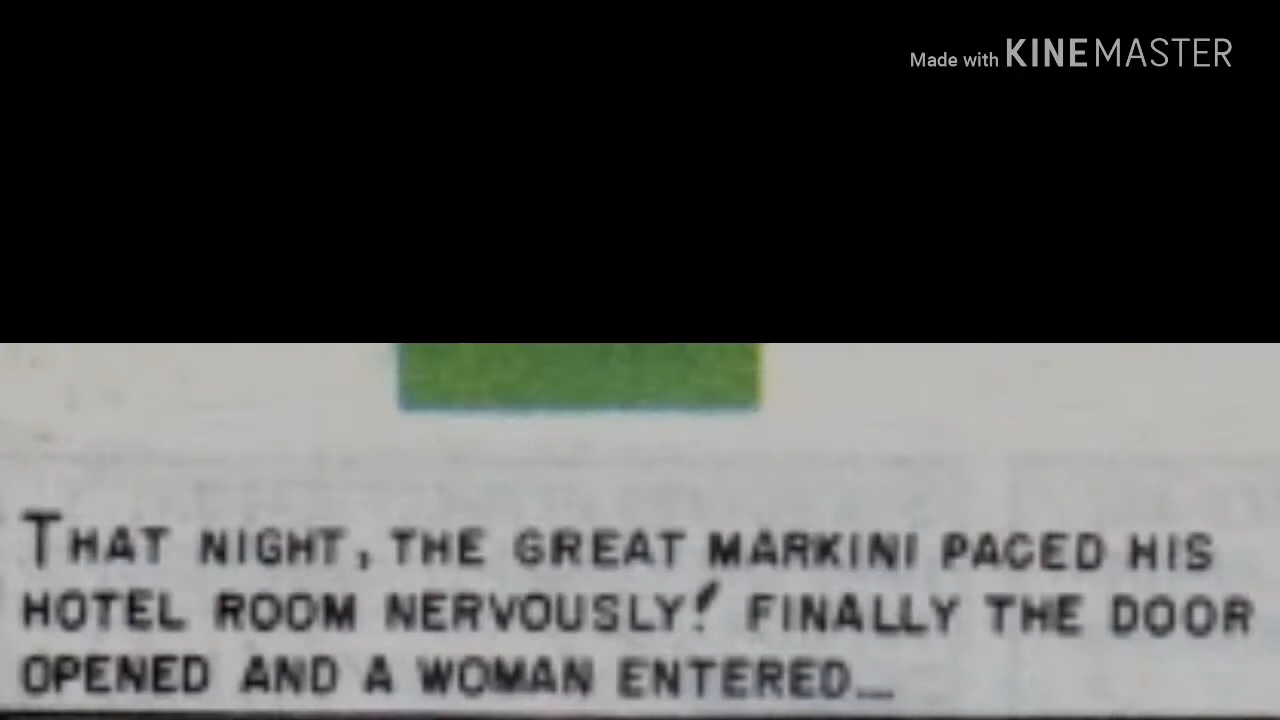 Made with KINEMASTER
THAT NIGHT, THE GREAT MARKINI PACED HIS
HOTEL ROOM NERVOUSLY! FINALLY THE DOOR
OPENED AND A WOMAN ENTERED...